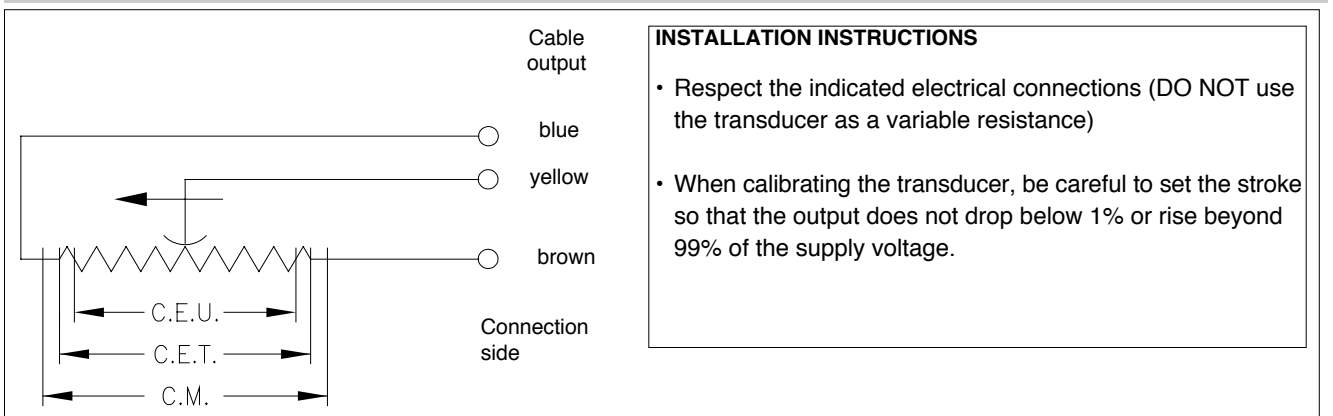 Cable
output
blue
yellow
brown
C.E.U.
C.E.T.
C.M.
Connection
side
INSTALLATION INSTRUCTIONS
• Respect the indicated electrical connections (DO NOT use
the transducer as a variable resistance)
• When calibrating the transducer, be careful to set the stroke
so that the output does not drop below 1% or rise beyond
99% of the supply voltage.